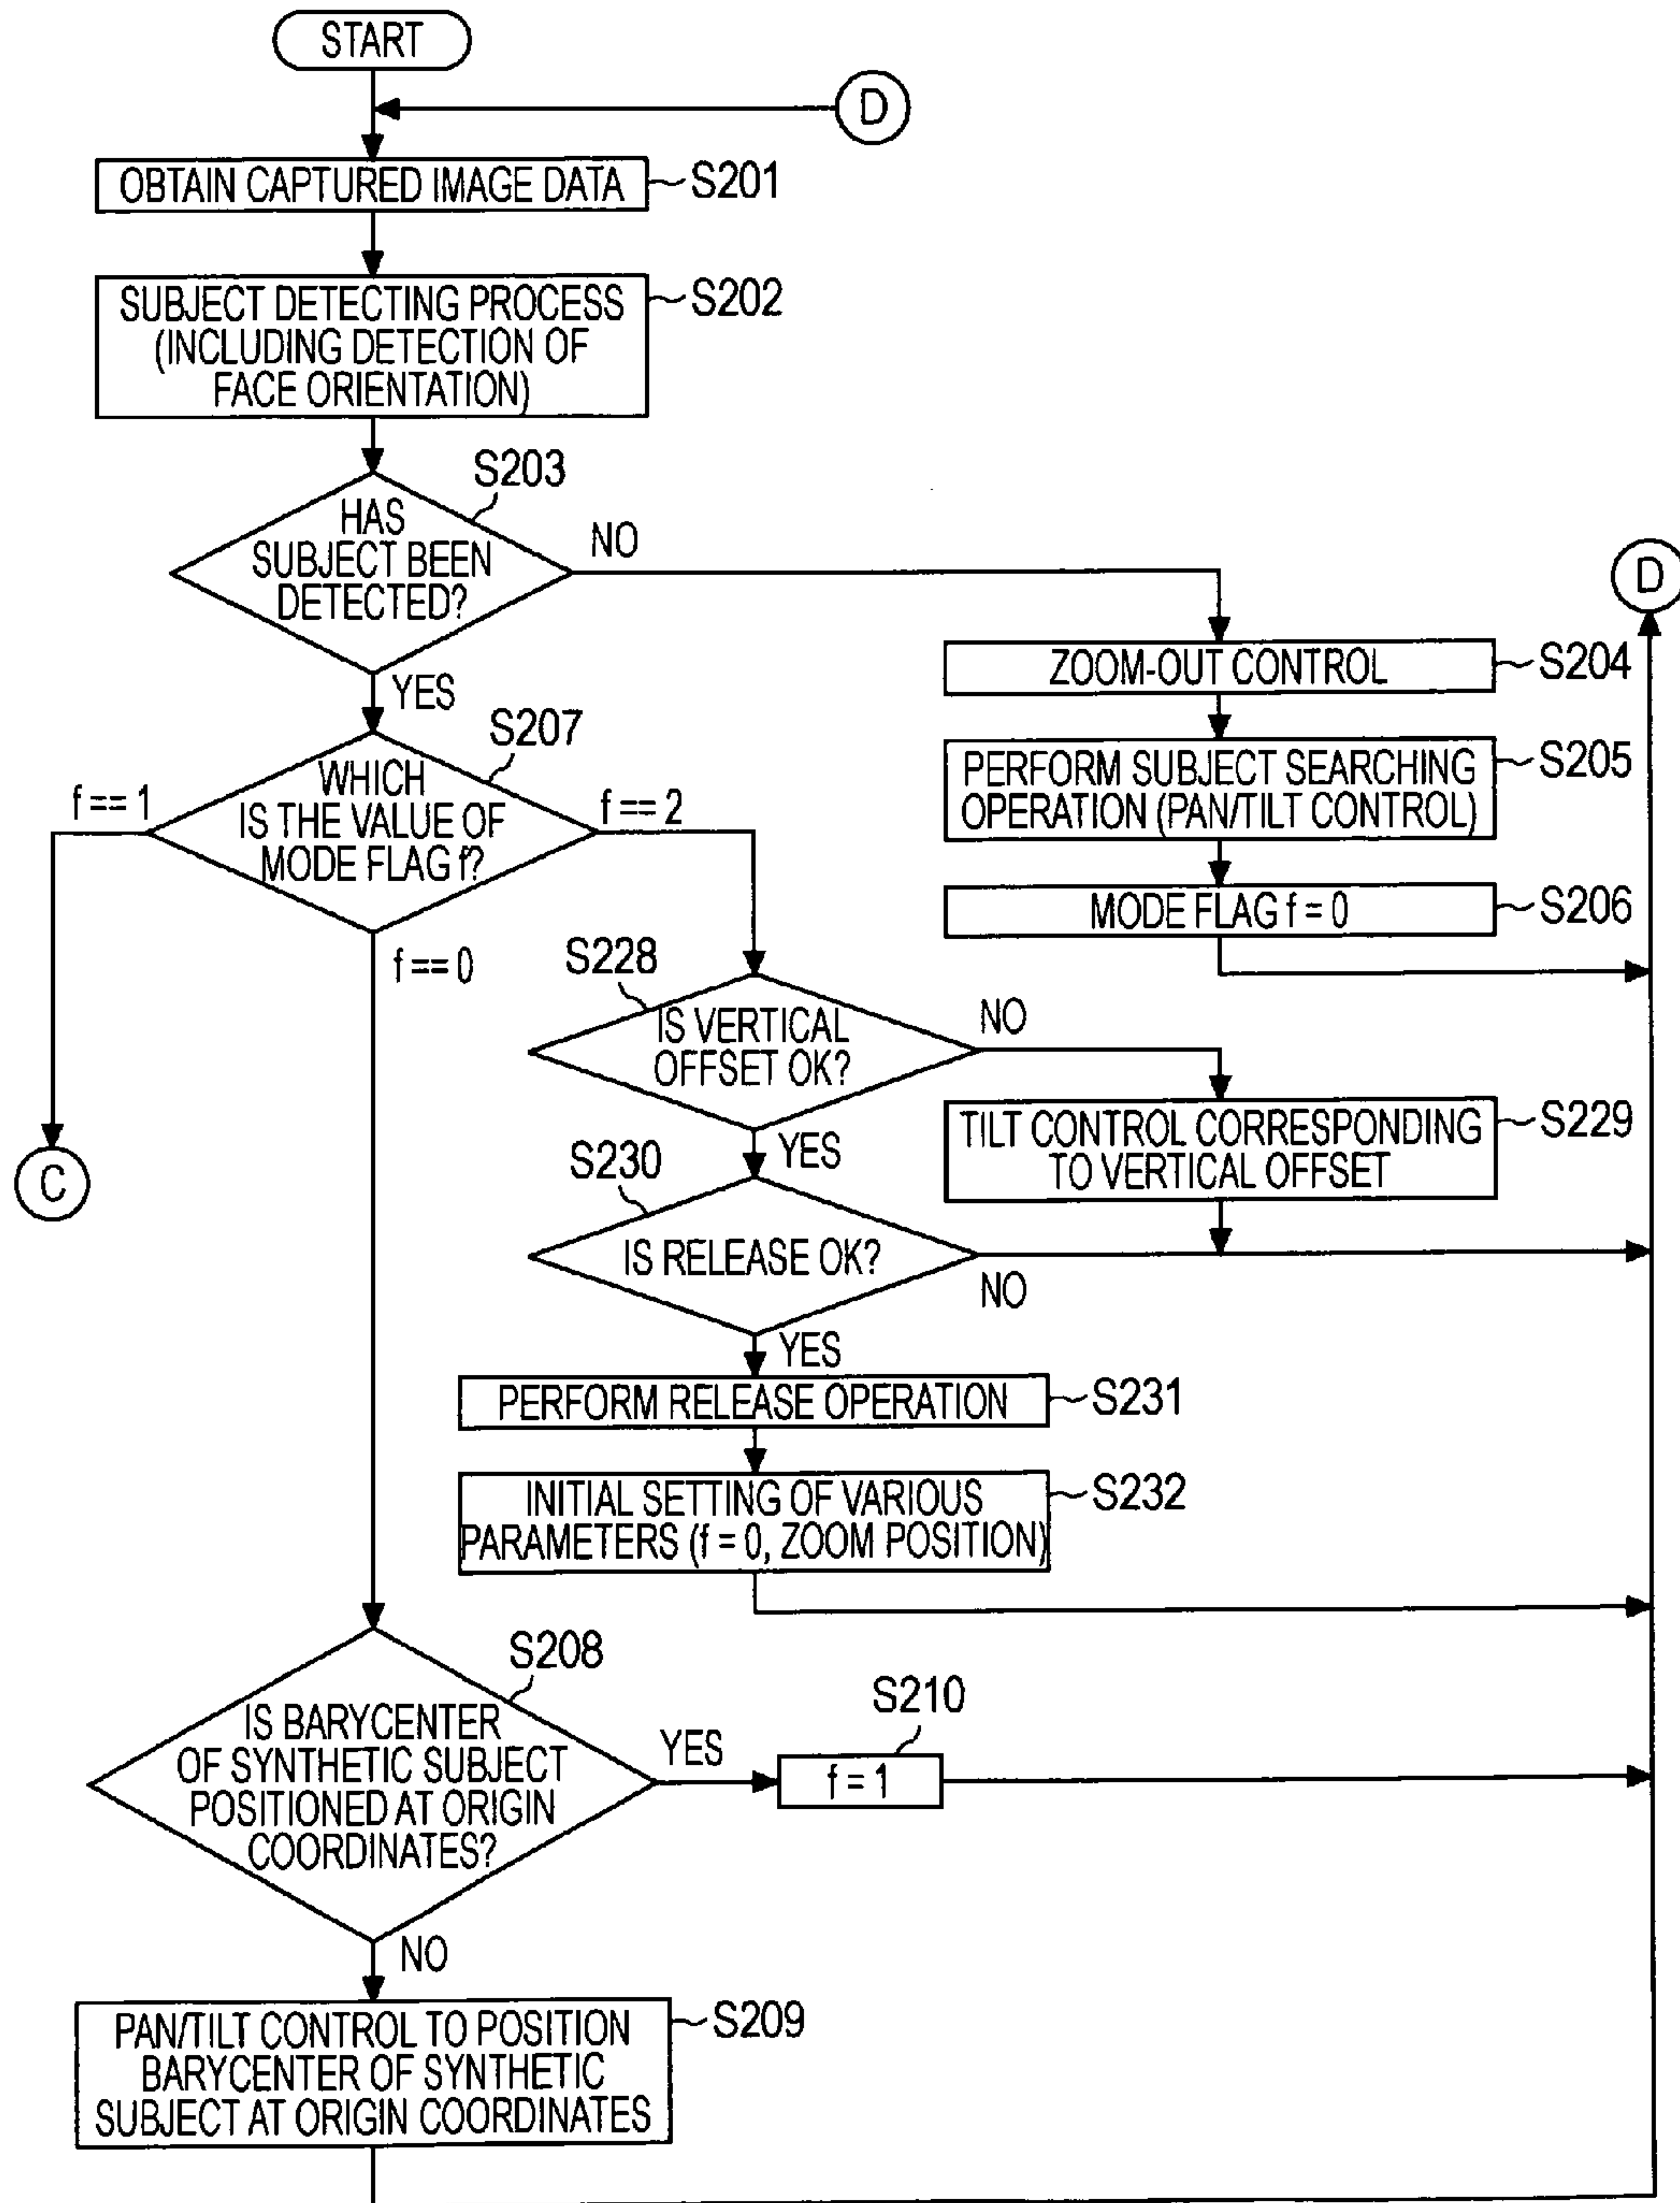 START
D
OBTAIN CAPTURED IMAGE DATA
S201
SUBJECT DETECTING PROCESS
(INCLUDING DETECTION OF
FACE ORIENTATION)
S202
S203
HAS
SUBJECT BEEN
DETECTED?
NO
YES
D
ZOOM-OUT CONTROL
S204
PERFORM SUBJECT SEARCHING
OPERATION (PAN/TILT CONTROL)
S205
MODE FLAG f = 0
S206
S207
WHICH
IS THE VALUE OF
MODE FLAG f?
f == 1
f == 2
f == 0
C
S228
IS VERTICAL
OFFSET OK?
NO
YES
TILT CONTROL CORRESPONDING
TO VERTICAL OFFSET
S229
S230
IS RELEASE OK?
NO
YES
PERFORM RELEASE OPERATION
S231
INITIAL SETTING OF VARIOUS
PARAMETERS (f = 0, ZOOM POSITION)
S232
S208
IS BARYCENTER
OF SYNTHETIC SUBJECT
POSITIONED AT ORIGIN
COORDINATES?
YES
S210
f = 1
NO
PAN/TILT CONTROL TO POSITION
BARYCENTER OF SYNTHETIC
SUBJECT AT ORIGIN COORDINATES
S209